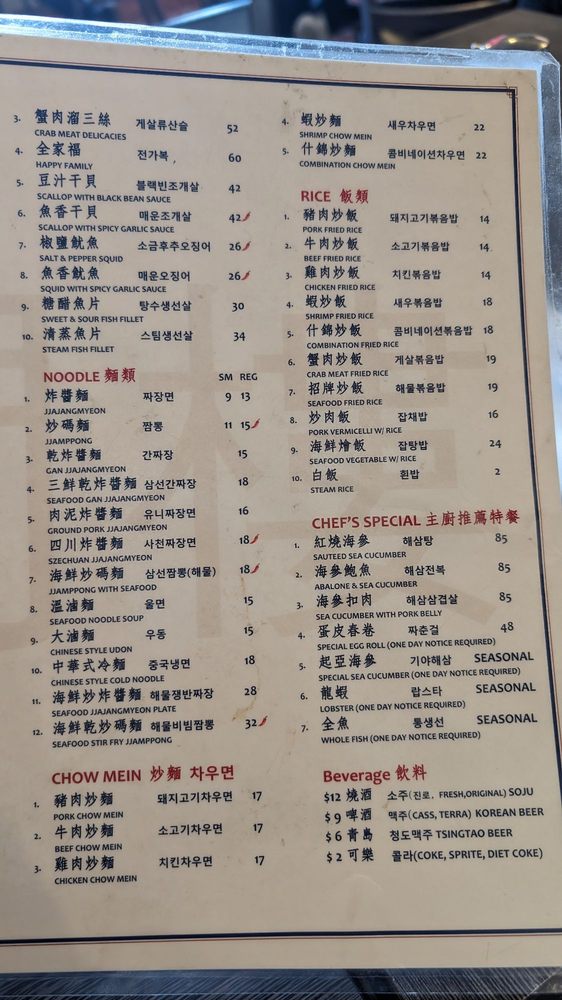 3. 蟹肉溜三絲 게살류산슬 52
CRAB MEAT DELICACIES
4. 全家福 전가복 60
HAPPY FAMILY
5. 豆汁干貝 블랙빈조개살 42
SCALLOP WITH BLACK BEAN SAUCE
6. 魚香干貝 매운조개살 42
SCALLOP WITH SPICY GARLIC SAUCE
7. 椒鹽魷魚 소금후추오징어 26
SALT & PEPPER SQUID
8. 魚香魷魚 매운오징어 26
SQUID WITH SPICY GARLIC SAUCE
9. 糖醋魚片 탕수생선살 30
SWEET & SOUR FISH FILLET
10. 清蒸魚片 스팀생선살 34
STEAM FISH FILLET
NOODLE 麵類 SM REG
1. 炸醬麵 짜장면 9 13
JJAJANGMYEON
2. 炒碼麵 짬뽕 11 15
JJAMPPONG
3. 乾炸醬麵 간짜장 15
GAN JJAJANGMYEON
4. 三鮮乾炸醬麵 삼선간짜장 18
SEAFOOD GAN JJAJANGMYEON
5. 肉泥炸醬麵 유니짜장면 16
GROUND PORK JJAJANGMYEON
6. 四川炸醬麵 사천짜장면 18
SZECHUAN JJAJANGMYEON
7. 海鮮炒碼麵 삼선짬뽕(해물) 18
JJAMPPONG WITH SEAFOOD
8. 溫滷麵 울면 15
SEAFOOD NOODLE SOUP
9. 大滷麵 우동 15
CHINESE STYLE UDON
10. 中華式冷麵 중국냉면 18
CHINESE STYLE COLD NOODLE
11. 海鮮炒炸醬麵 해물쟁반짜장 28
SEAFOOD JJAJANGMYEON PLATE
12. 海鮮乾炒碼麵 해물비빔짬뽕 32
SEAFOOD STIR FRY JJAMPPONG
CHOW MEIN 炒麵 차우면
1. 豬肉炒麵 돼지고기차우면 17
PORK CHOW MEIN
2. 牛肉炒麵 소고기차우면 17
BEEF CHOW MEIN
3. 雞肉炒麵 치킨차우면 17
CHICKEN CHOW MEIN
4. 蝦炒麵 새우차우면 22
SHRIMP CHOW MEIN
5. 什錦炒麵 콤비네이션차우면 22
COMBINATION CHOW MEIN
RICE 飯類
1. 豬肉炒飯 돼지고기볶음밥 14
PORK FRIED RICE
2. 牛肉炒飯 소고기볶음밥 14
BEEF FRIED RICE
3. 雞肉炒飯 치킨볶음밥 14
CHICKEN FRIED RICE
4. 蝦炒飯 새우볶음밥 18
SHRIMP FRIED RICE
5. 什錦炒飯 콤비네이션볶음밥 18
COMBINATION FRIED RICE
6. 蟹肉炒飯 게살볶음밥 19
CRAB MEAT FRIED RICE
7. 招牌炒飯 해물볶음밥 19
SEAFOOD FRIED RICE
8. 炒肉飯 잡채밥 16
PORK VERMICELLI W/ RICE
9. 海鮮燴飯 잡탕밥 24
SEAFOOD VEGETABLE W/ RICE
10. 白飯 흰밥 2
STEAM RICE
CHEF'S SPECIAL 主廚推薦特餐
1. 紅燒海參 해삼탕 85
SAUTEED SEA CUCUMBER
2. 海參鮑魚 해삼전복 85
ABALONE & SEA CUCUMBER
3. 海參扣肉 해삼삼겹살 85
SEA CUCUMBER WITH PORK BELLY
4. 蛋皮春卷 짜춘걸 48
SPECIAL EGG ROLL (ONE DAY NOTICE REQUIRED)
5. 起亞海參 기아해삼 SEASONAL
SPECIAL SEA CUCUMBER (ONE DAY NOTICE REQUIRED)
6. 龍蝦 랍스타 SEASONAL
LOBSTER (ONE DAY NOTICE REQUIRED)
7. 全魚 통생선 SEASONAL
WHOLE FISH (ONE DAY NOTICE REQUIRED)
Beverage 飲料
$12 燒酒 소주(진로. FRESH,ORIGINAL) SOJU
$9 啤酒 맥주(CASS, TERRA) KOREAN BEER
$6 青島 청도맥주 TSINGTAO BEER
$2 可樂 콜라(COKE, SPRITE, DIET COKE)